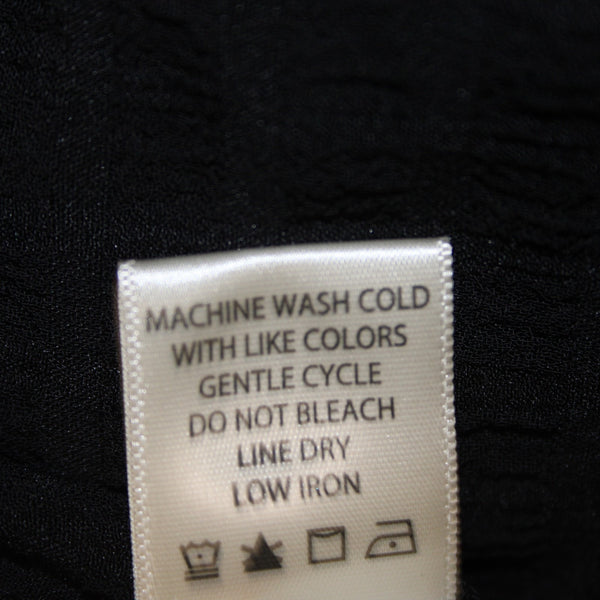 MACHINE WASH COLD
WITH LIKE COLORS
GENTLE CYCLE
DO NOT BLEACH
LINE DRY
LOW IRON